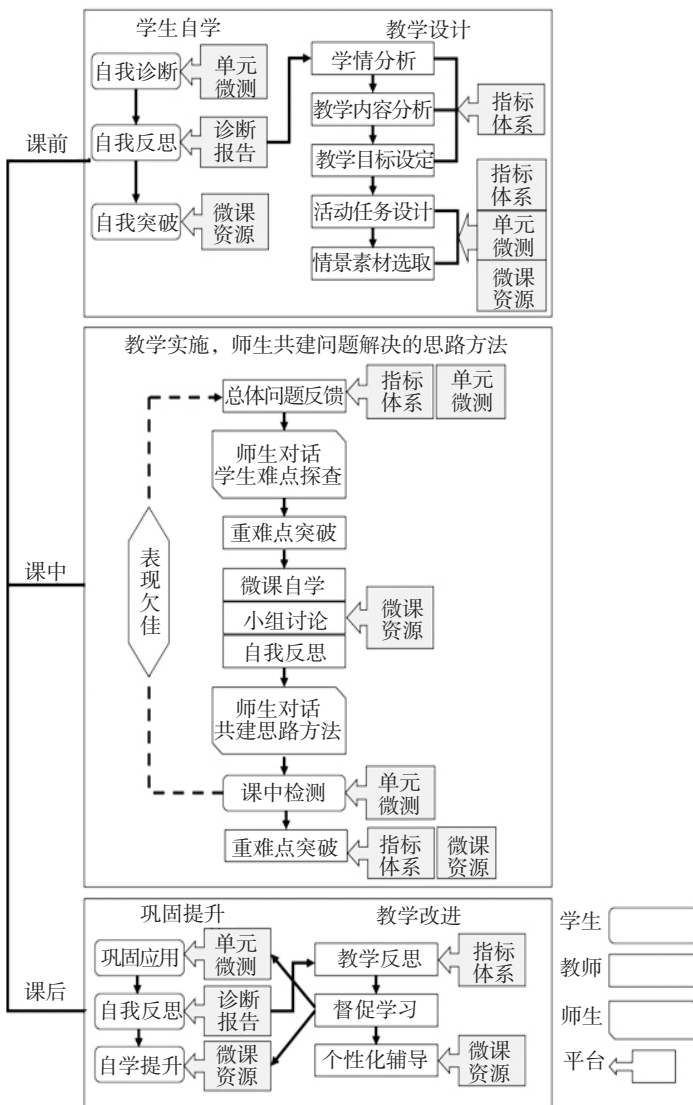 学生自学
教学设计
自我诊断
单元
微测
学情分析
教学内容分析
指标
体系
课前
自我反思
诊断
报告
教学目标设定
自我突破
微课
资源
活动任务设计
情景素材选取
指标
体系
单元
微测
微课
资源
教学实施，师生共建问题解决的思路方法
总体问题反馈
指标
体系
单元
微测
师生对话
学生难点探查
重难点突破
课中
表现欠佳
微课自学
小组讨论
自我反思
微课
资源
师生对话
共建思路方法
课中检测
单元
微测
重难点突破
指标
体系
微课
资源
巩固提升
教学改进
巩固应用
单元
微测
教学反思
指标
体系
课后
自我反思
诊断
报告
督促学习
自学提升
微课
资源
个性化辅导
微课
资源
学生
教师
师生
平台